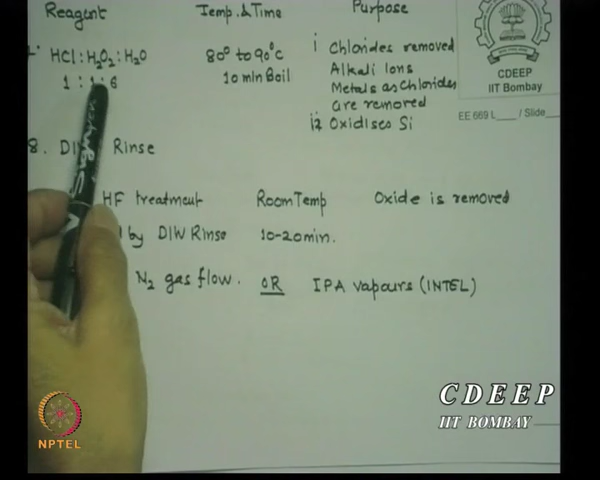 Reagent Temp. & Time Purpose
HCl : H2O2 : H2O 80° to 90°c i Chlorides removed
1 : 1 : 6 10 min Boil Alkali Ions
Metals as Chlorides
are removed
ii Oxidises Si
8. DI Rinse
HF treatment Room Temp Oxide is removed
by DIW Rinse 10-20 min.
N2 gas flow. OR IPA vapours (INTEL)
CDEEP
IIT Bombay
EE 669 L____ / Slide
NPTEL
CDEEP
IIT BOMBAY